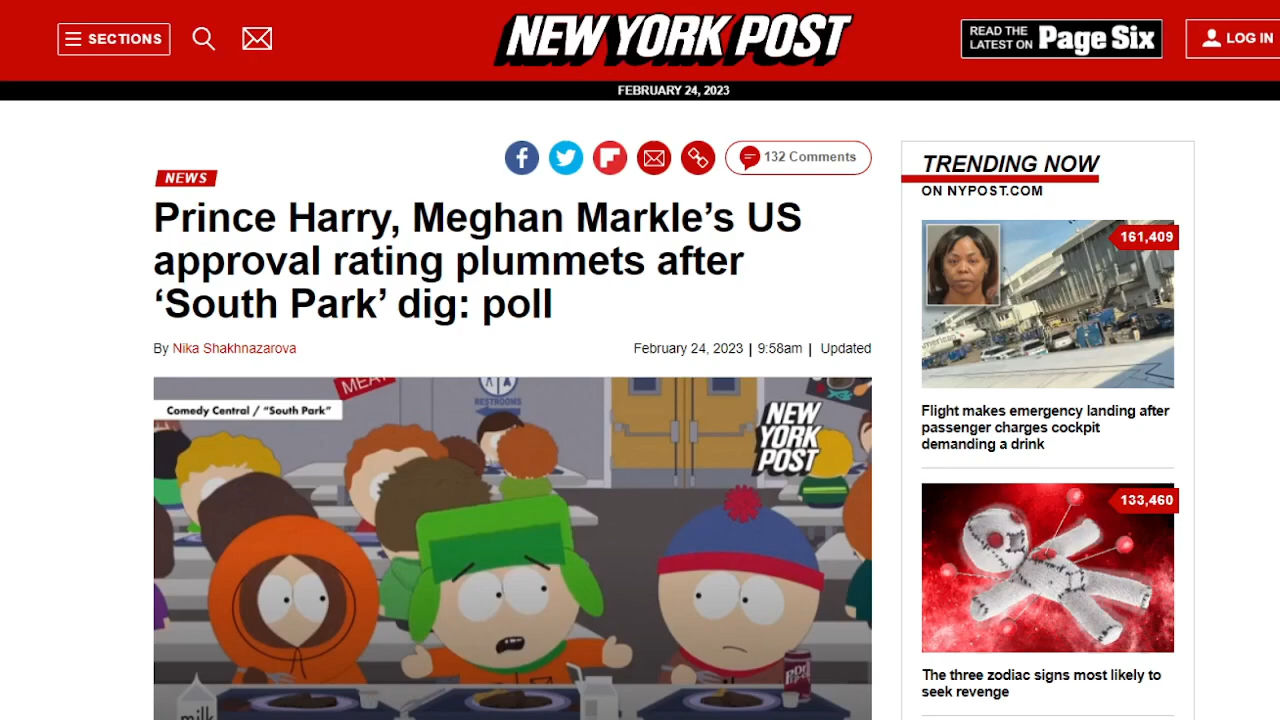 SECTIONS
NEW YORK POST
READ THE
LATEST ON
Page Six
LOG IN
FEBRUARY 24, 2023
132 Comments
NEWS
Prince Harry, Meghan Markle’s US
approval rating plummets after
‘South Park’ dig: poll
By Nika Shakhnazarova
February 24, 2023 | 9:58am | Updated
Comedy Central / “South Park”
MEAT
RESTROOMS
NEW
YORK
POST
milk
TRENDING NOW
ON NYPOST.COM
161,409
Flight makes emergency landing after
passenger charges cockpit
demanding a drink
133,460
The three zodiac signs most likely to
seek revenge